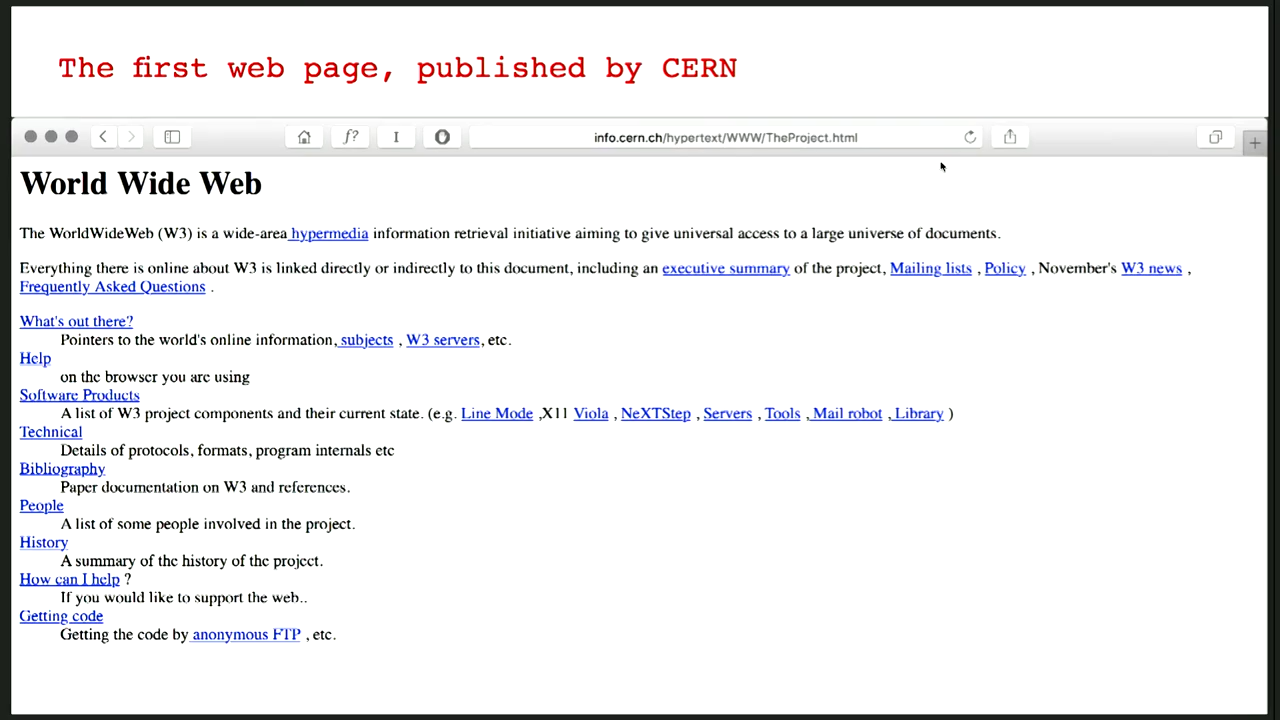 The first web page, published by CERN
f?
I
info.cern.ch/hypertext/WWW/TheProject.html
World Wide Web
The WorldWideWeb (W3) is a wide-area hypermedia information retrieval initiative aiming to give universal access to a large universe of documents.
Everything there is online about W3 is linked directly or indirectly to this document, including an executive summary of the project, Mailing lists , Policy , November's W3 news ,
Frequently Asked Questions .
What's out there?
Pointers to the world's online information, subjects , W3 servers, etc.
Help
on the browser you are using
Software Products
A list of W3 project components and their current state. (e.g. Line Mode ,X11 Viola , NeXTStep , Servers , Tools , Mail robot , Library )
Technical
Details of protocols, formats, program internals etc
Bibliography
Paper documentation on W3 and references.
People
A list of some people involved in the project.
History
A summary of the history of the project.
How can I help ?
If you would like to support the web..
Getting code
Getting the code by anonymous FTP , etc.